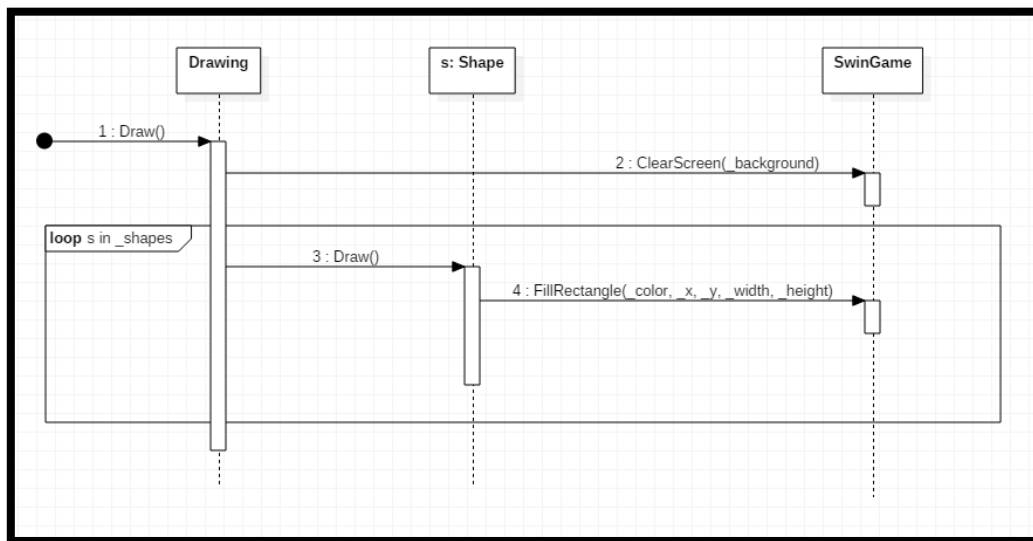 Drawing
s: Shape
SwinGame
1 : Draw()
2 : ClearScreen(_background)
loop s in _shapes
3 : Draw()
4 : FillRectangle(_color, _x, _y, _width, _height)